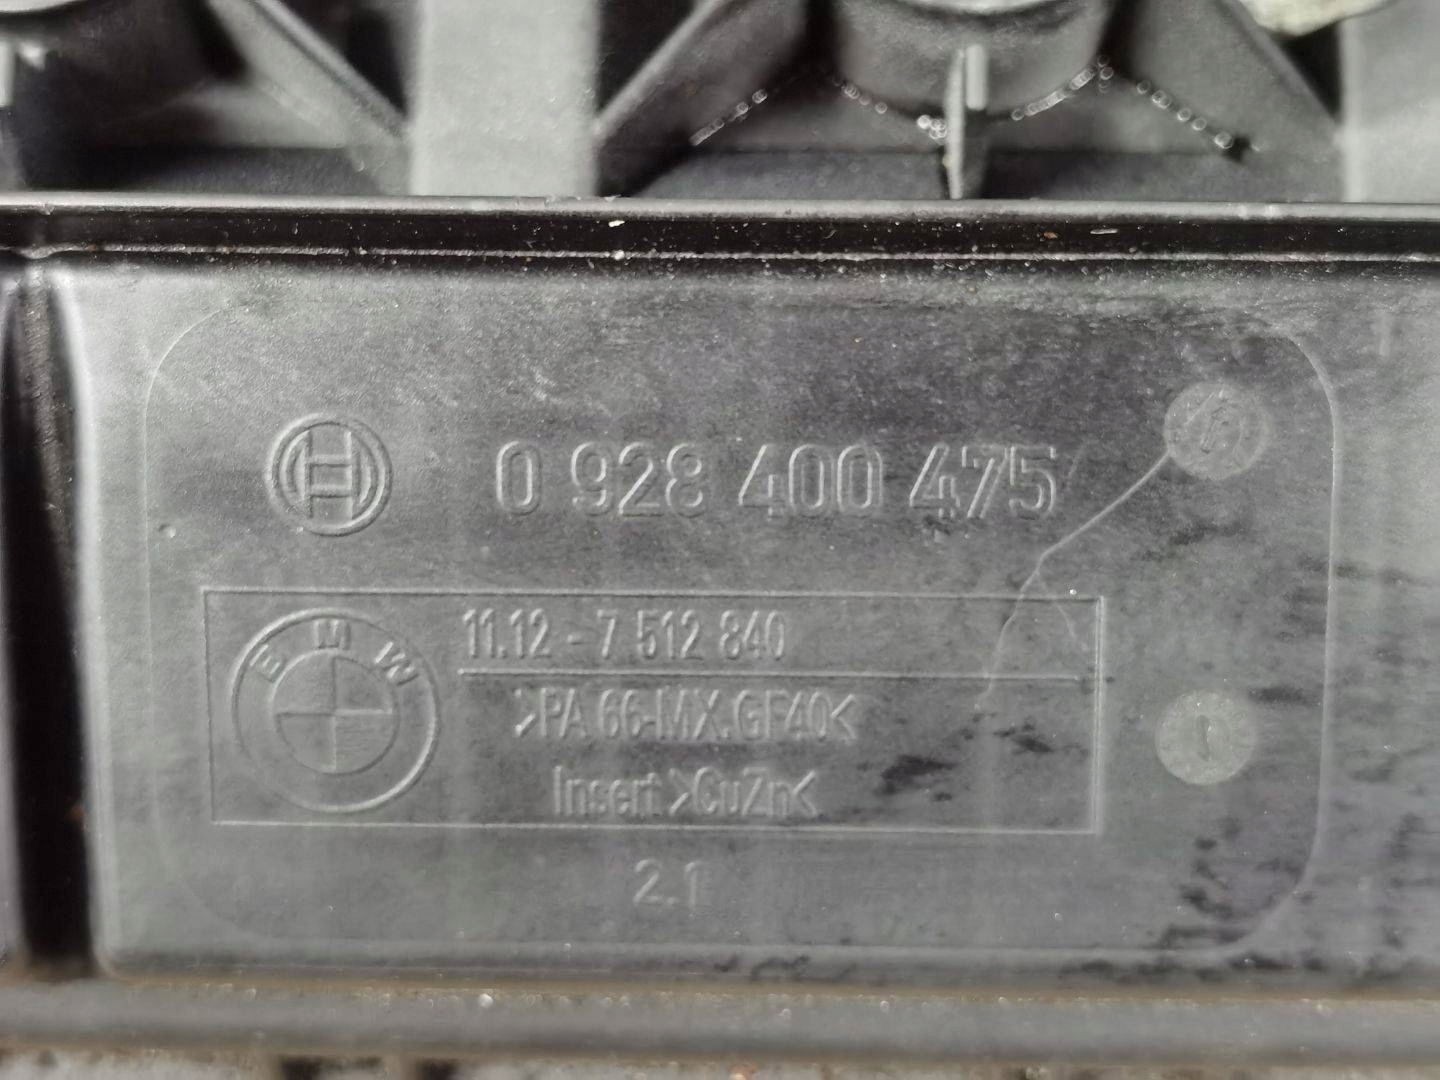 0 928 400 475
BMW
11.12 - 7 512 840
>PA 66-MX.GF40<
Insert >CuZn<
2.1